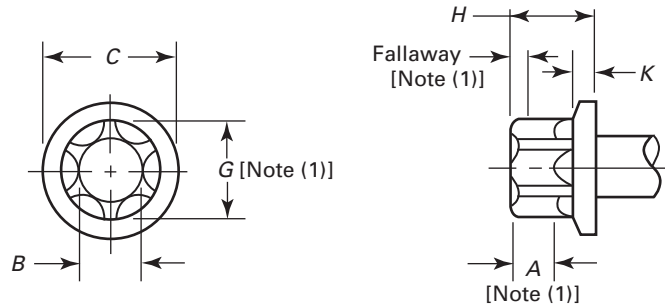 H
C
Fallaway
[Note (1)]
K
G [Note (1)]
B
A
[Note (1)]